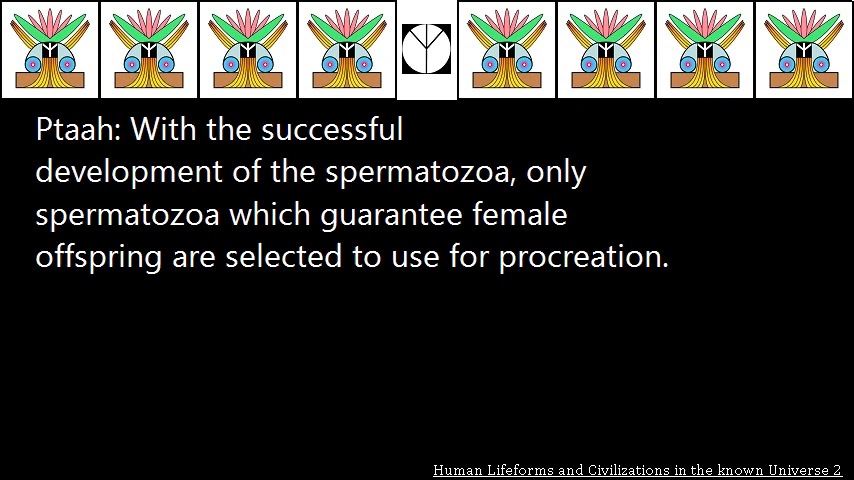 Ptaah: With the successful
development of the spermatozoa, only
spermatozoa which guarantee female
offspring are selected to use for procreation.
Human Lifeforms and Civilizations in the known Universe 2